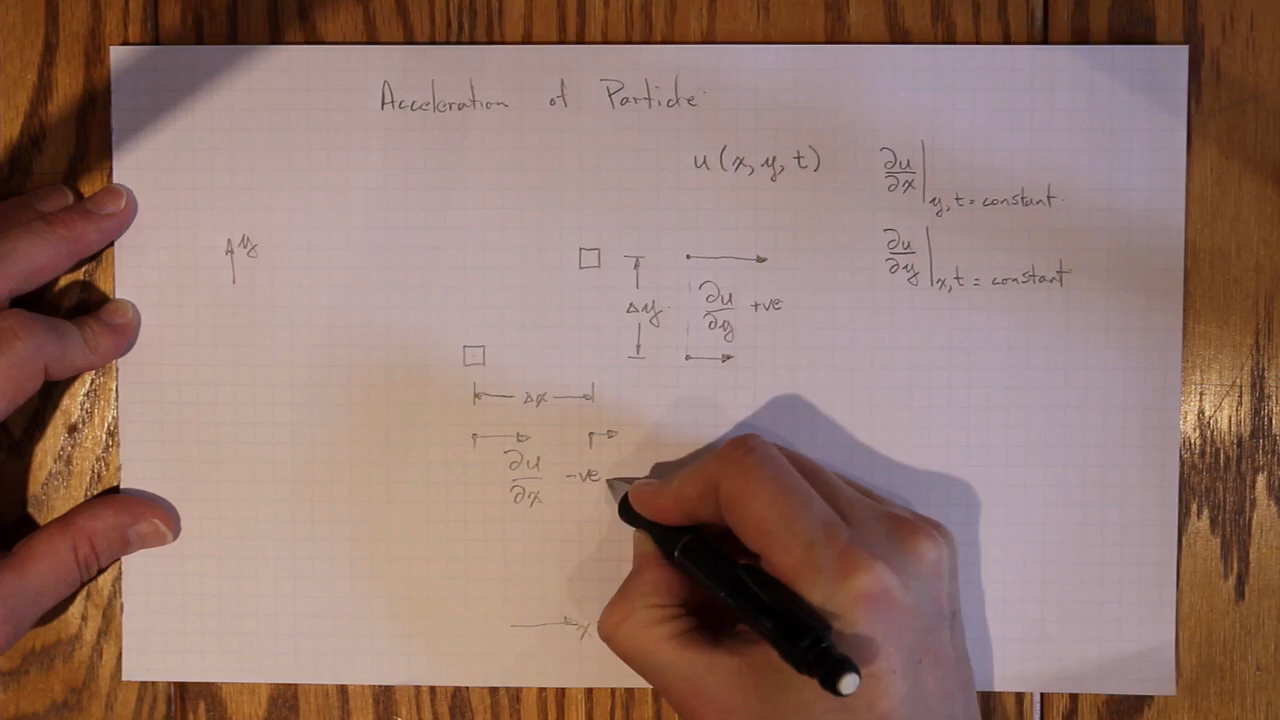 Acceleration of Particle
u(x, y, t)
∂u/∂x | y, t = constant
y
∂u/∂y | x, t = constant
Δy
∂u/∂y +ve
Δx
∂u/∂x -ve
x